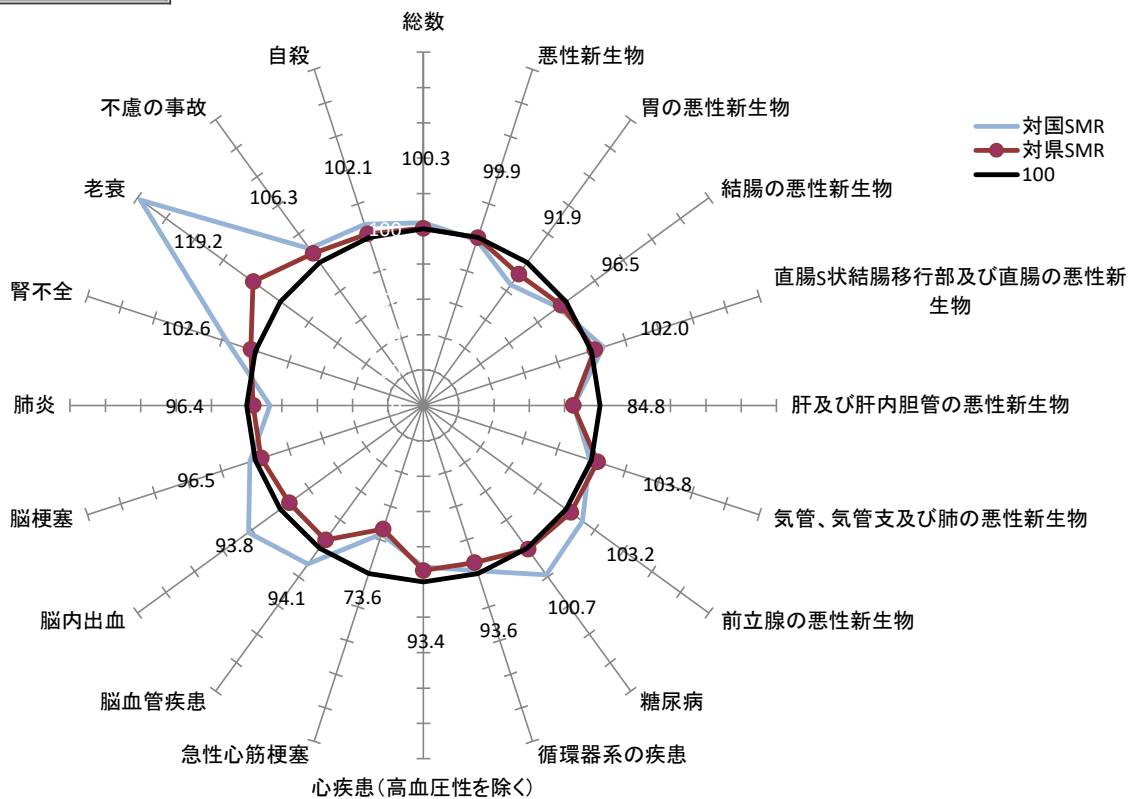 総数
悪性新生物
胃の悪性新生物
結腸の悪性新生物
直腸S状結腸移行部及び直腸の悪性新
生物
肝及び肝内胆管の悪性新生物
気管、気管支及び肺の悪性新生物
前立腺の悪性新生物
糖尿病
循環器系の疾患
心疾患(高血圧性を除く)
急性心筋梗塞
脳血管疾患
脳内出血
脳梗塞
肺炎
腎不全
老衰
不慮の事故
自殺
100.3
99.9
91.9
96.5
102.0
84.8
103.8
103.2
100.7
93.6
93.4
73.6
94.1
93.8
96.5
96.4
102.6
119.2
106.3
102.1
100
対国SMR
対県SMR
100